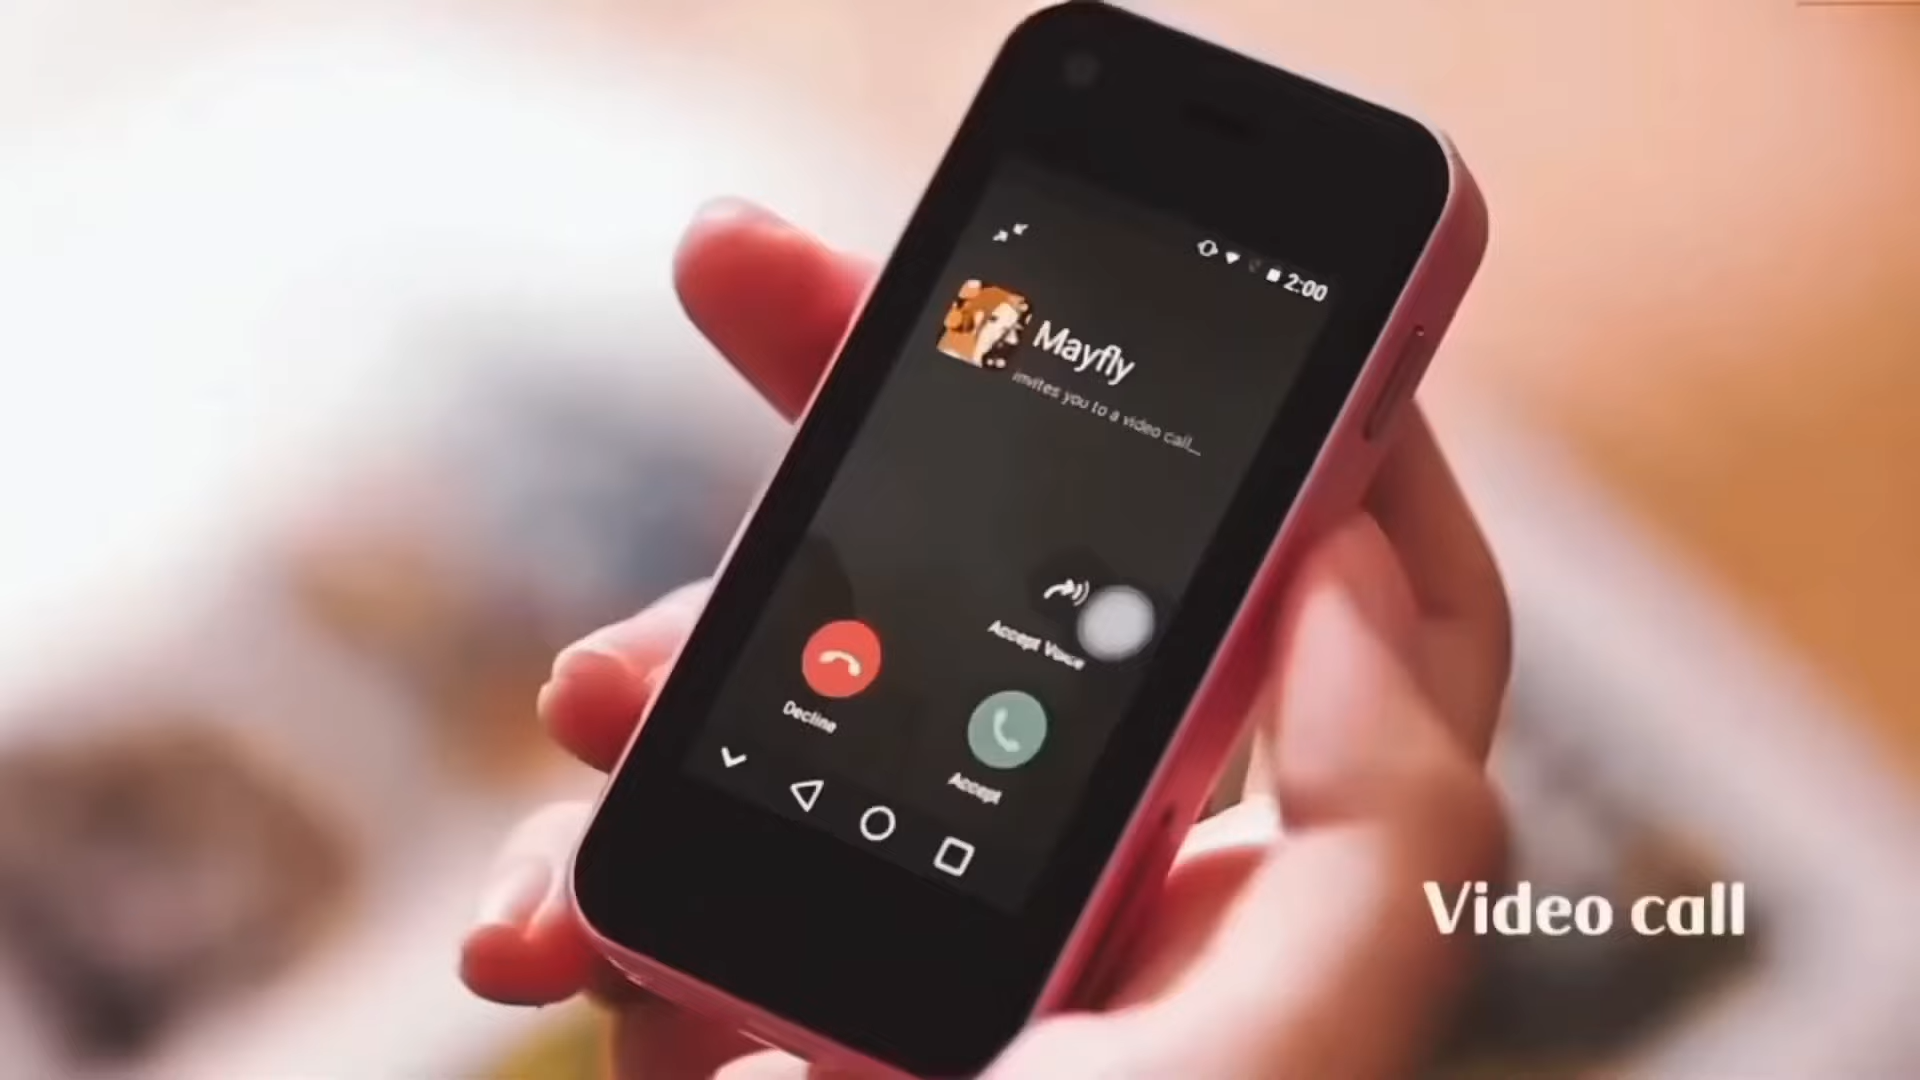 2:00
Mayfly
invites you to a video call...
Accept Voice
Decline
Accept
Video call